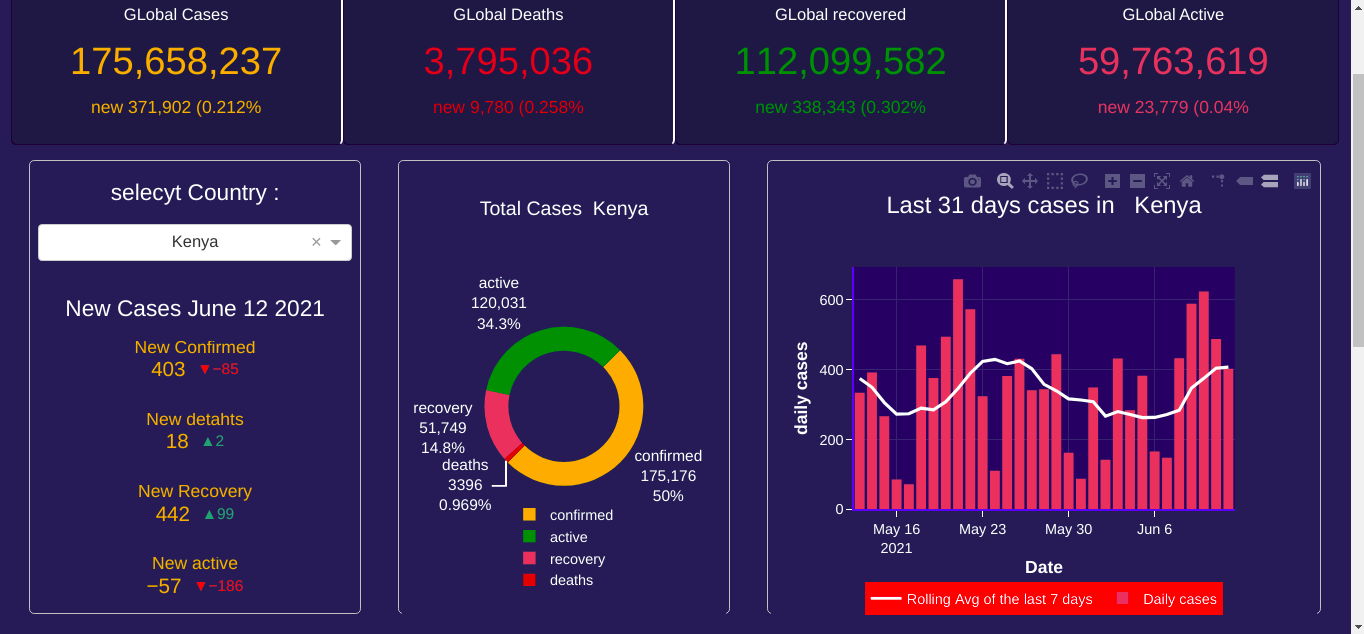 GLobal Cases
175,658,237
new 371,902 (0.212%
GLobal Deaths
3,795,036
new 9,780 (0.258%
GLobal recovered
112,099,582
new 338,343 (0.302%
GLobal Active
59,763,619
new 23,779 (0.04%
selecyt Country :
Kenya ×
New Cases June 12 2021
New Confirmed
403 ▼−85
New detahts
18 ▲2
New Recovery
442 ▲99
New active
−57 ▼−186
Total Cases Kenya
active
120,031
34.3%
recovery
51,749
14.8%
deaths
3396
0.969%
confirmed
175,176
50%
confirmed
active
recovery
deaths
Last 31 days cases in Kenya
daily cases
600
400
200
0
May 16
2021
May 23
May 30
Jun 6
Date
Rolling Avg of the last 7 days
Daily cases